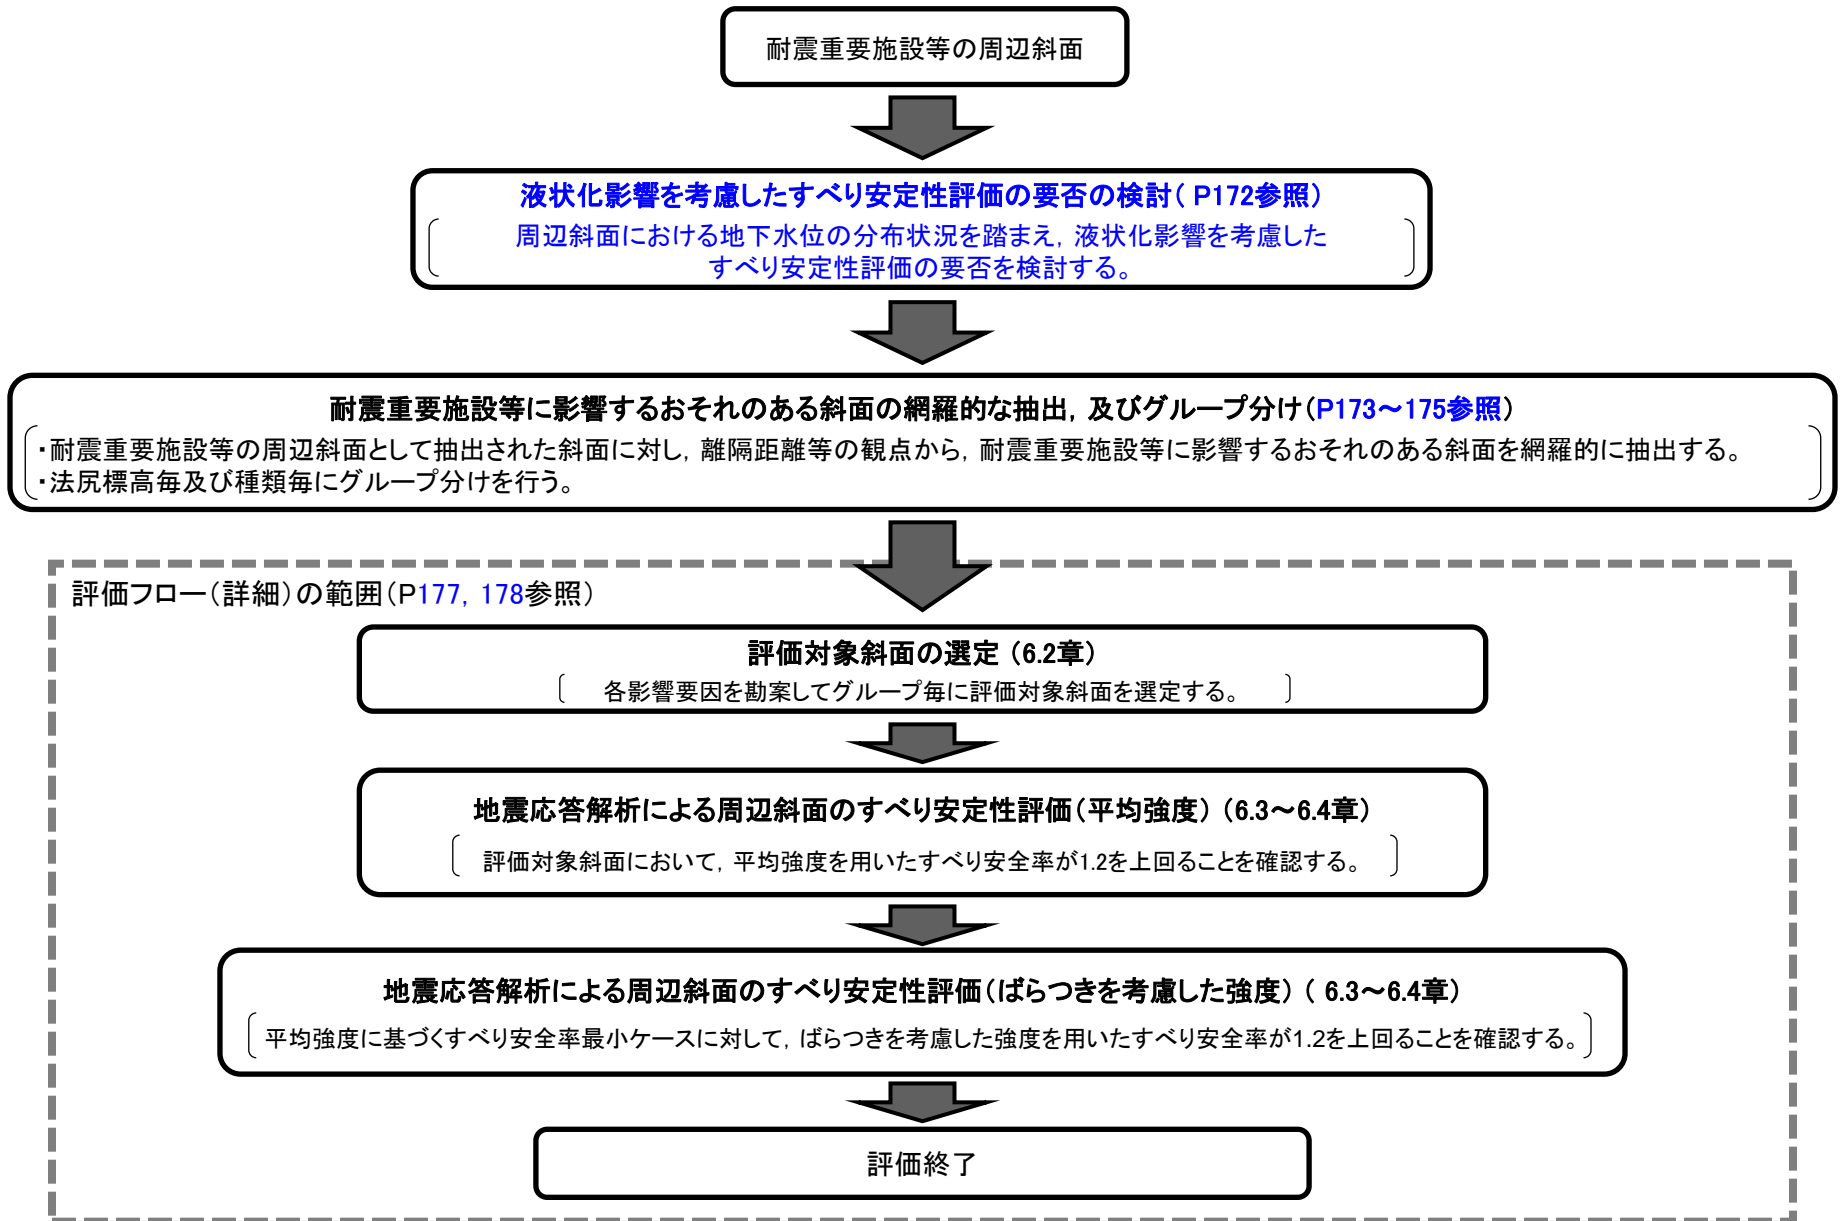 耐震重要施設等の周辺斜面
液状化影響を考慮したすべり安定性評価の要否の検討( P172参照)
周辺斜面における地下水位の分布状況を踏まえ，液状化影響を考慮した
すべり安定性評価の要否を検討する。
耐震重要施設等に影響するおそれのある斜面の網羅的な抽出，及びグループ分け(P173～175参照)
・耐震重要施設等の周辺斜面として抽出された斜面に対し，離隔距離等の観点から，耐震重要施設等に影響するおそれのある斜面を網羅的に抽出する。
・法尻標高毎及び種類毎にグループ分けを行う。
評価フロー(詳細)の範囲(P177，178参照)
評価対象斜面の選定 (6.2章)
各影響要因を勘案してグループ毎に評価対象斜面を選定する。
地震応答解析による周辺斜面のすべり安定性評価(平均強度) (6.3～6.4章)
評価対象斜面において，平均強度を用いたすべり安全率が1.2を上回ることを確認する。
地震応答解析による周辺斜面のすべり安定性評価(ばらつきを考慮した強度) ( 6.3～6.4章)
平均強度に基づくすべり安全率最小ケースに対して，ばらつきを考慮した強度を用いたすべり安全率が1.2を上回ることを確認する。
評価終了